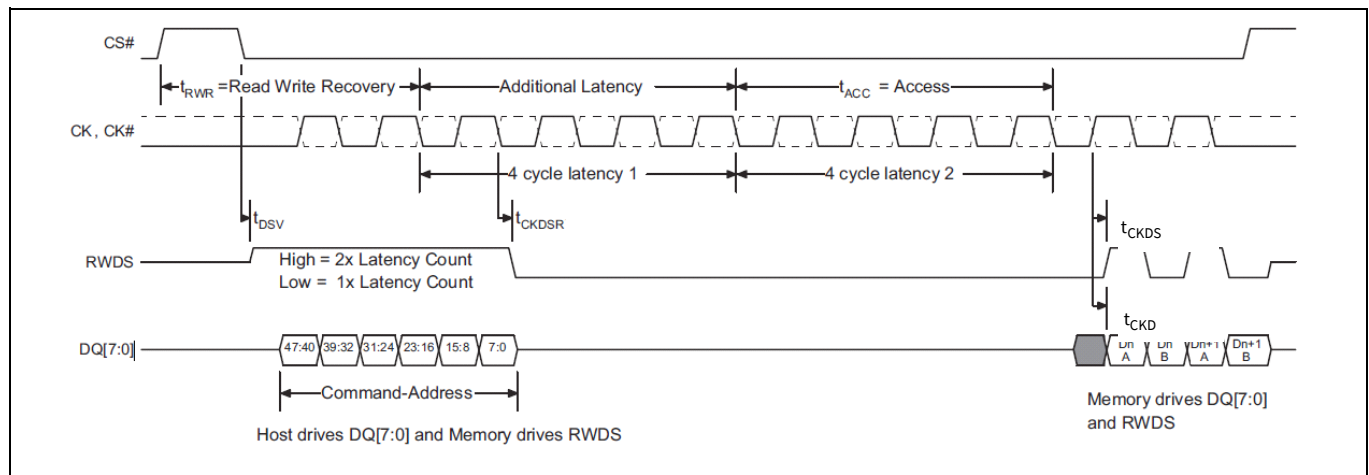 CS#
tRWR =Read Write Recovery
Additional Latency
tACC = Access
CK , CK#
4 cycle latency 1
4 cycle latency 2
tDSV
tCKDSR
tCKDS
RWDS
High = 2x Latency Count
Low = 1x Latency Count
tCKD
DQ[7:0]
47:40 39:32 31:24 23:16 15:8 7:0
Dn A
Dn B
Dn+1 A
Dn+1 B
Command-Address
Memory drives DQ[7:0]
and RWDS
Host drives DQ[7:0] and Memory drives RWDS